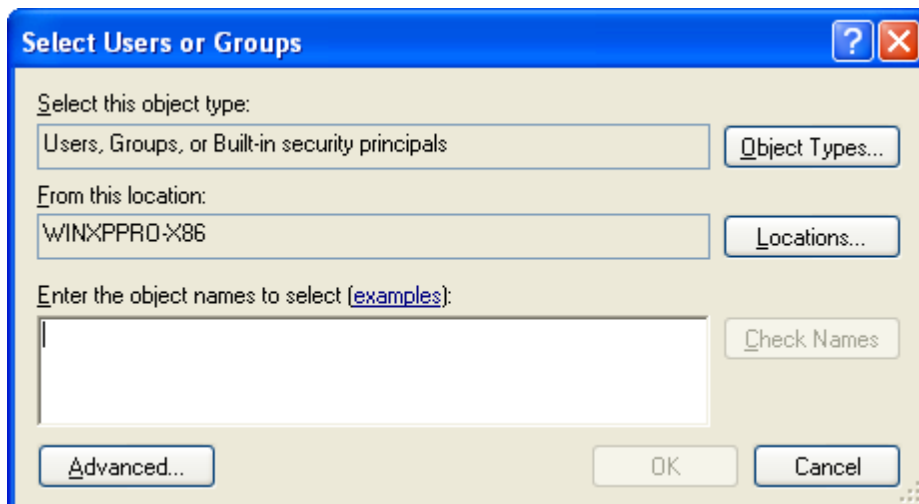 Select Users or Groups
Select this object type:
Users, Groups, or Built-in security principals
Object Types...
From this location:
WINXPPRO-X86
Locations...
Enter the object names to select (examples):
Check Names
Advanced...
OK
Cancel